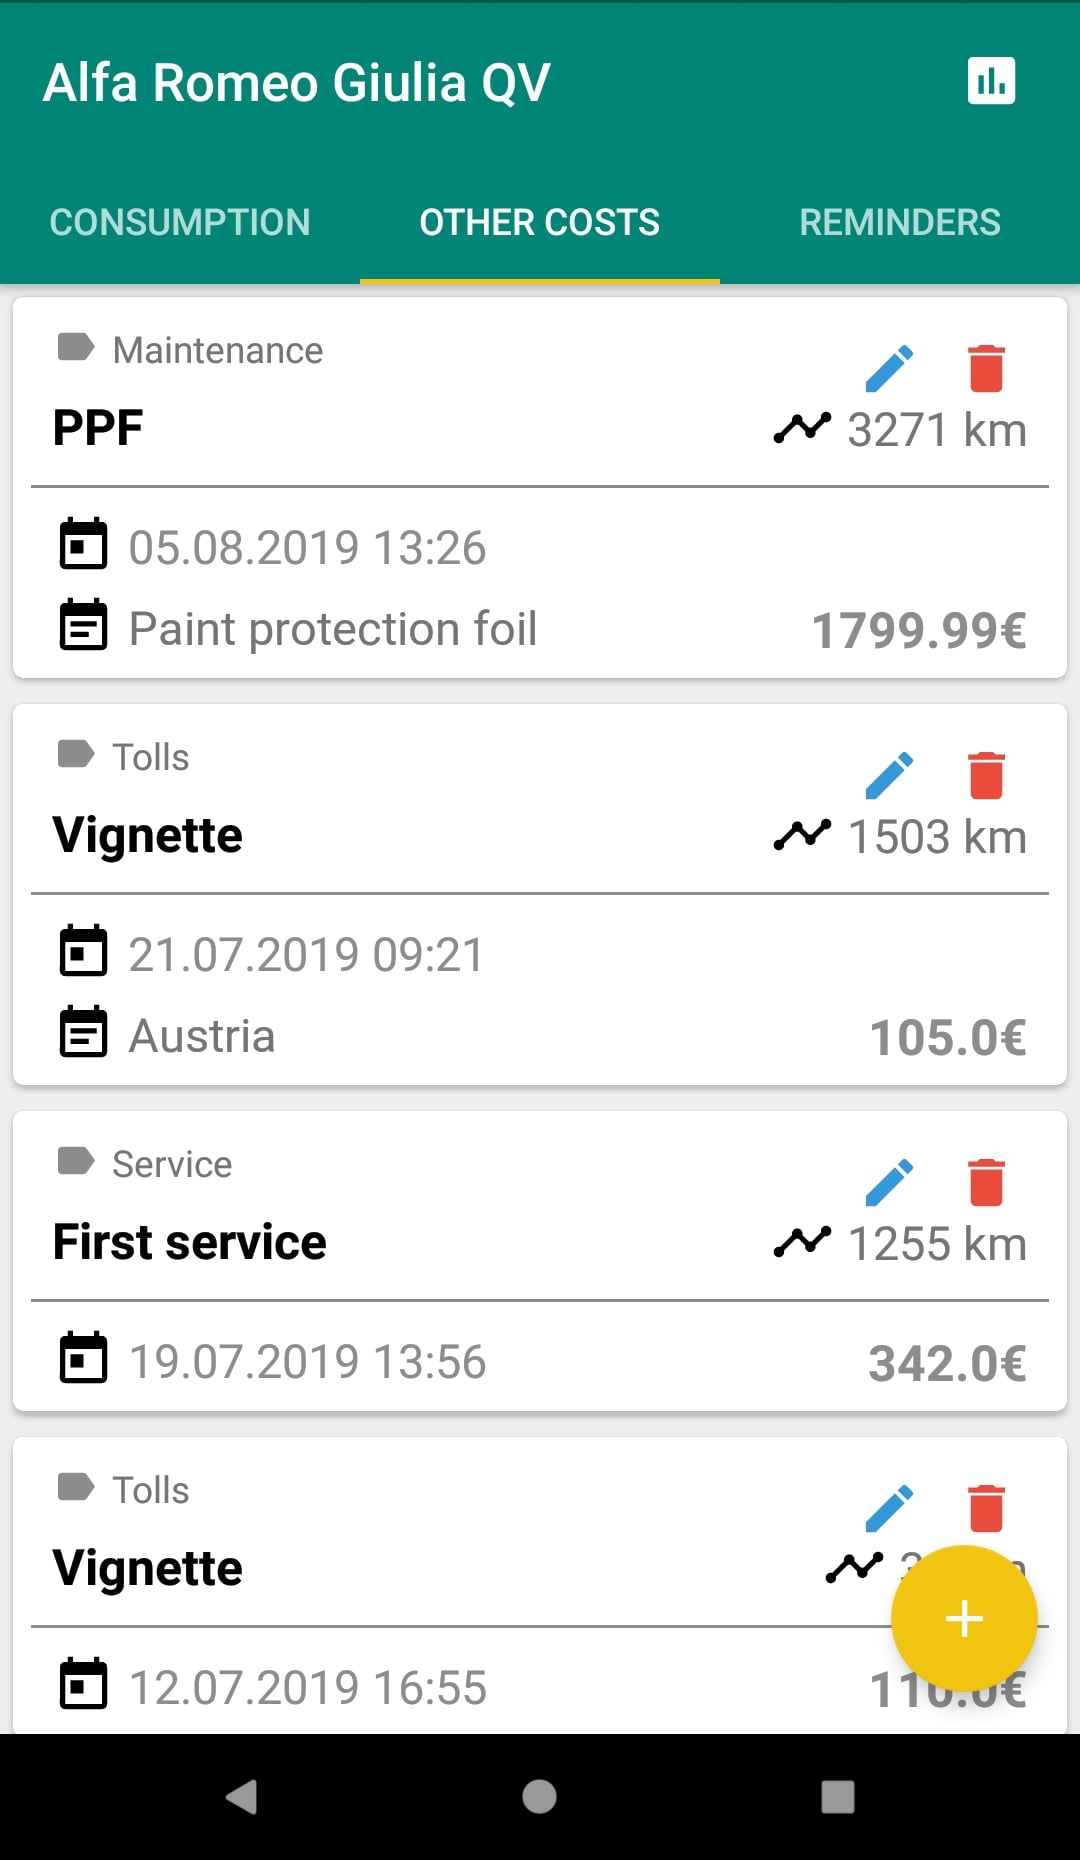 Alfa Romeo Giulia QV
CONSUMPTION OTHER COSTS REMINDERS
Maintenance
PPF 3271 km
05.08.2019 13:26
Paint protection foil 1799.99€
Tolls
Vignette 1503 km
21.07.2019 09:21
Austria 105.0€
Service
First service 1255 km
19.07.2019 13:56 342.0€
Tolls
Vignette
12.07.2019 16:55 110.0€